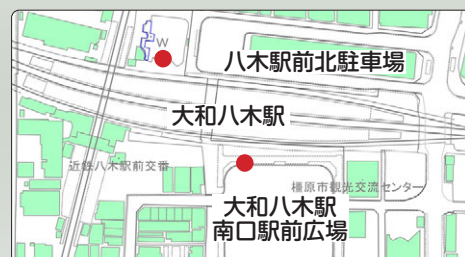 W
八木駅前北駐車場
大和八木駅
近鉄八木駅前交番
橿原市観光交流センター
大和八木駅
南口駅前広場